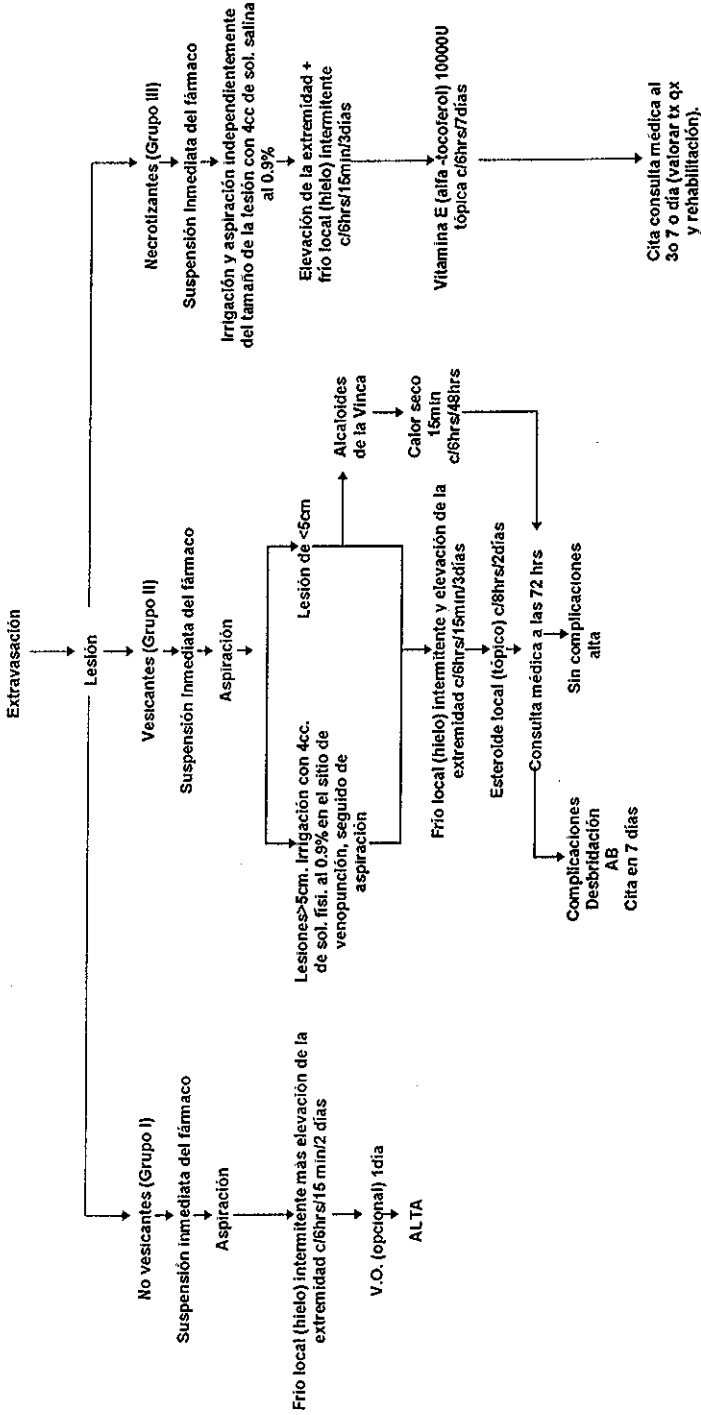 Extravasación
Lesión
No vesicantes (Grupo I)
Suspensión inmediata del fármaco
Aspiración
Frío local (hielo) intermitente más elevación de la
extremidad c/6hrs/15 min/2 días
V.O. (opcional) 1día
ALTA
Vesicantes (Grupo II)
Suspensión Inmediata del fármaco
Aspiración
Lesiones>5cm. Irrigación con 4cc.
de sol. fisi. al 0.9% en el sitio de
venopunción, seguido de
aspiración
Lesión de <5cm
Alcaloides
de la Vinca
Calor seco
15min
c/6hrs/48hrs
Frío local (hielo) intermitente y elevación de la
extremidad c/6hrs/15min/3días
Esteroide local (tópico) c/8hrs/2días
Consulta médica a las 72 hrs
Complicaciones
Desbridación
AB
Cita en 7 días
Sin complicaciones
alta
Necrotizantes (Grupo III)
Suspensión Inmediata del fármaco
Irrigación y aspiración independientemente
del tamaño de la lesión con 4cc de sol. salina
al 0.9%
Elevación de la extremidad +
frío local (hielo) intermitente
c/6hrs/15min/3días
Vitamina E (alfa -tocoferol) 10000U
tópica c/6hrs/7días
Cita consulta médica al
3o 7 o día (valorar tx qx
y rehabilitación).